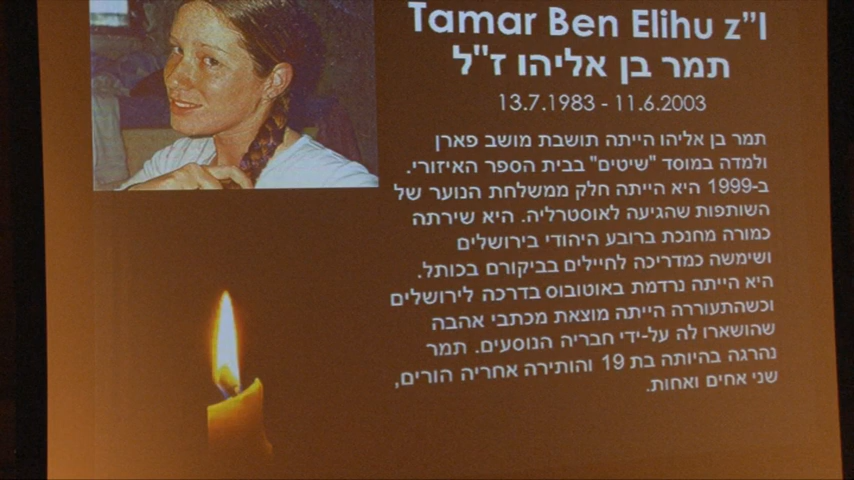 Tamar Ben Elihu z”l
תמר בן אליהו ז"ל
13.7.1983 - 11.6.2003
תמר בן אליהו הייתה תושבת מושב פארן
ולמדה במוסד "שיטים" בבית הספר האיזורי.
ב-1999 היא הייתה חלק ממשלחת הנוער של
השותפות שהגיעה לאוסטרליה. היא שירתה
כמורה מחנכת ברובע היהודי בירושלים
ושימשה כמדריכה לחיילים בביקורם בכותל.
היא הייתה נרדמת באוטובוס בדרכה לירושלים
וכשהתעוררה הייתה מוצאת מכתבי אהבה
שהושארו לה על-ידי חבריה הנוסעים. תמר
נהרגה בהיותה בת 19 והותירה אחריה הורים,
שני אחים ואחות.